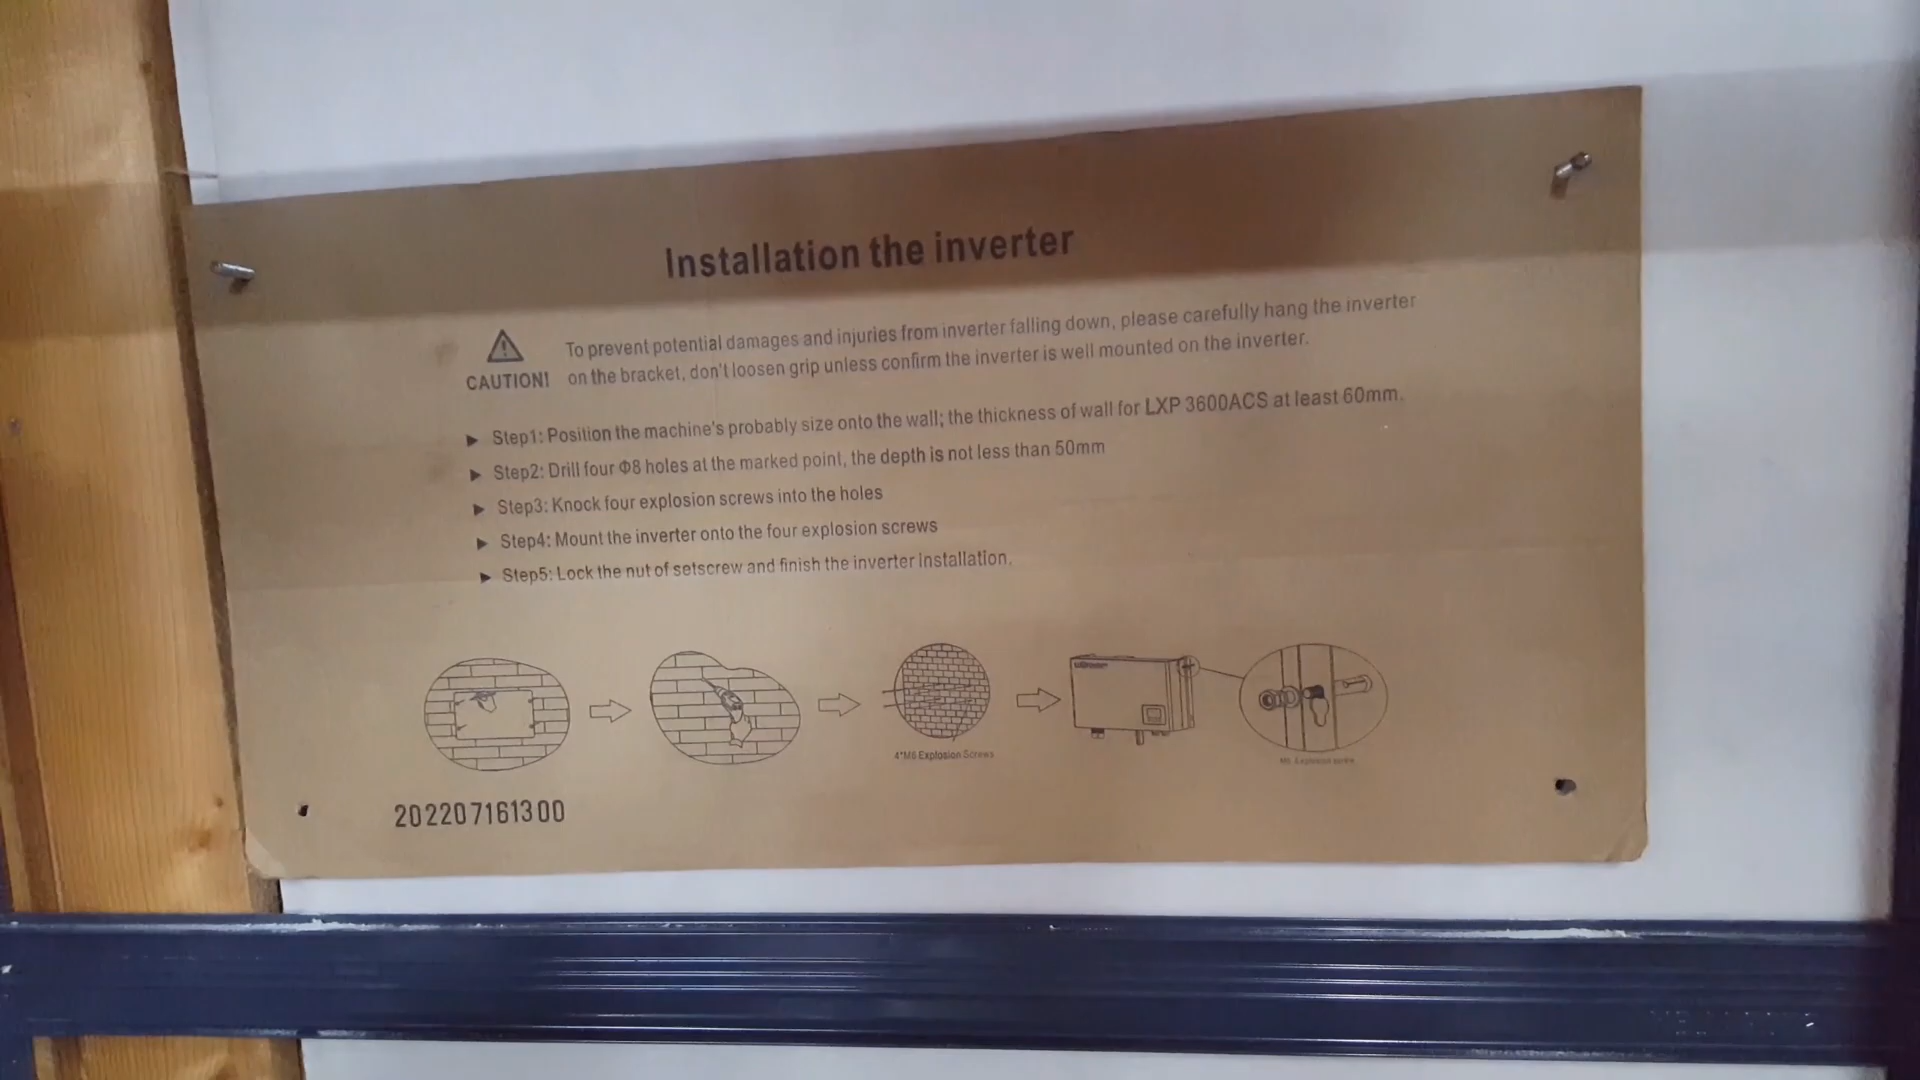 Installation the inverter
To prevent potential damages and injuries from inverter falling down, please carefully hang the inverter
CAUTION! on the bracket, don't loosen grip unless confirm the inverter is well mounted on the inverter.
▶ Step1: Position the machine's probably size onto the wall; the thickness of wall for LXP 3600ACS at least 60mm.
▶ Step2: Drill four Φ8 holes at the marked point, the depth is not less than 50mm
▶ Step3: Knock four explosion screws into the holes
▶ Step4: Mount the inverter onto the four explosion screws
▶ Step5: Lock the nut of setscrew and finish the inverter installation.
4*M6 Explosion Screws
M6 Explosion screw
202207161300